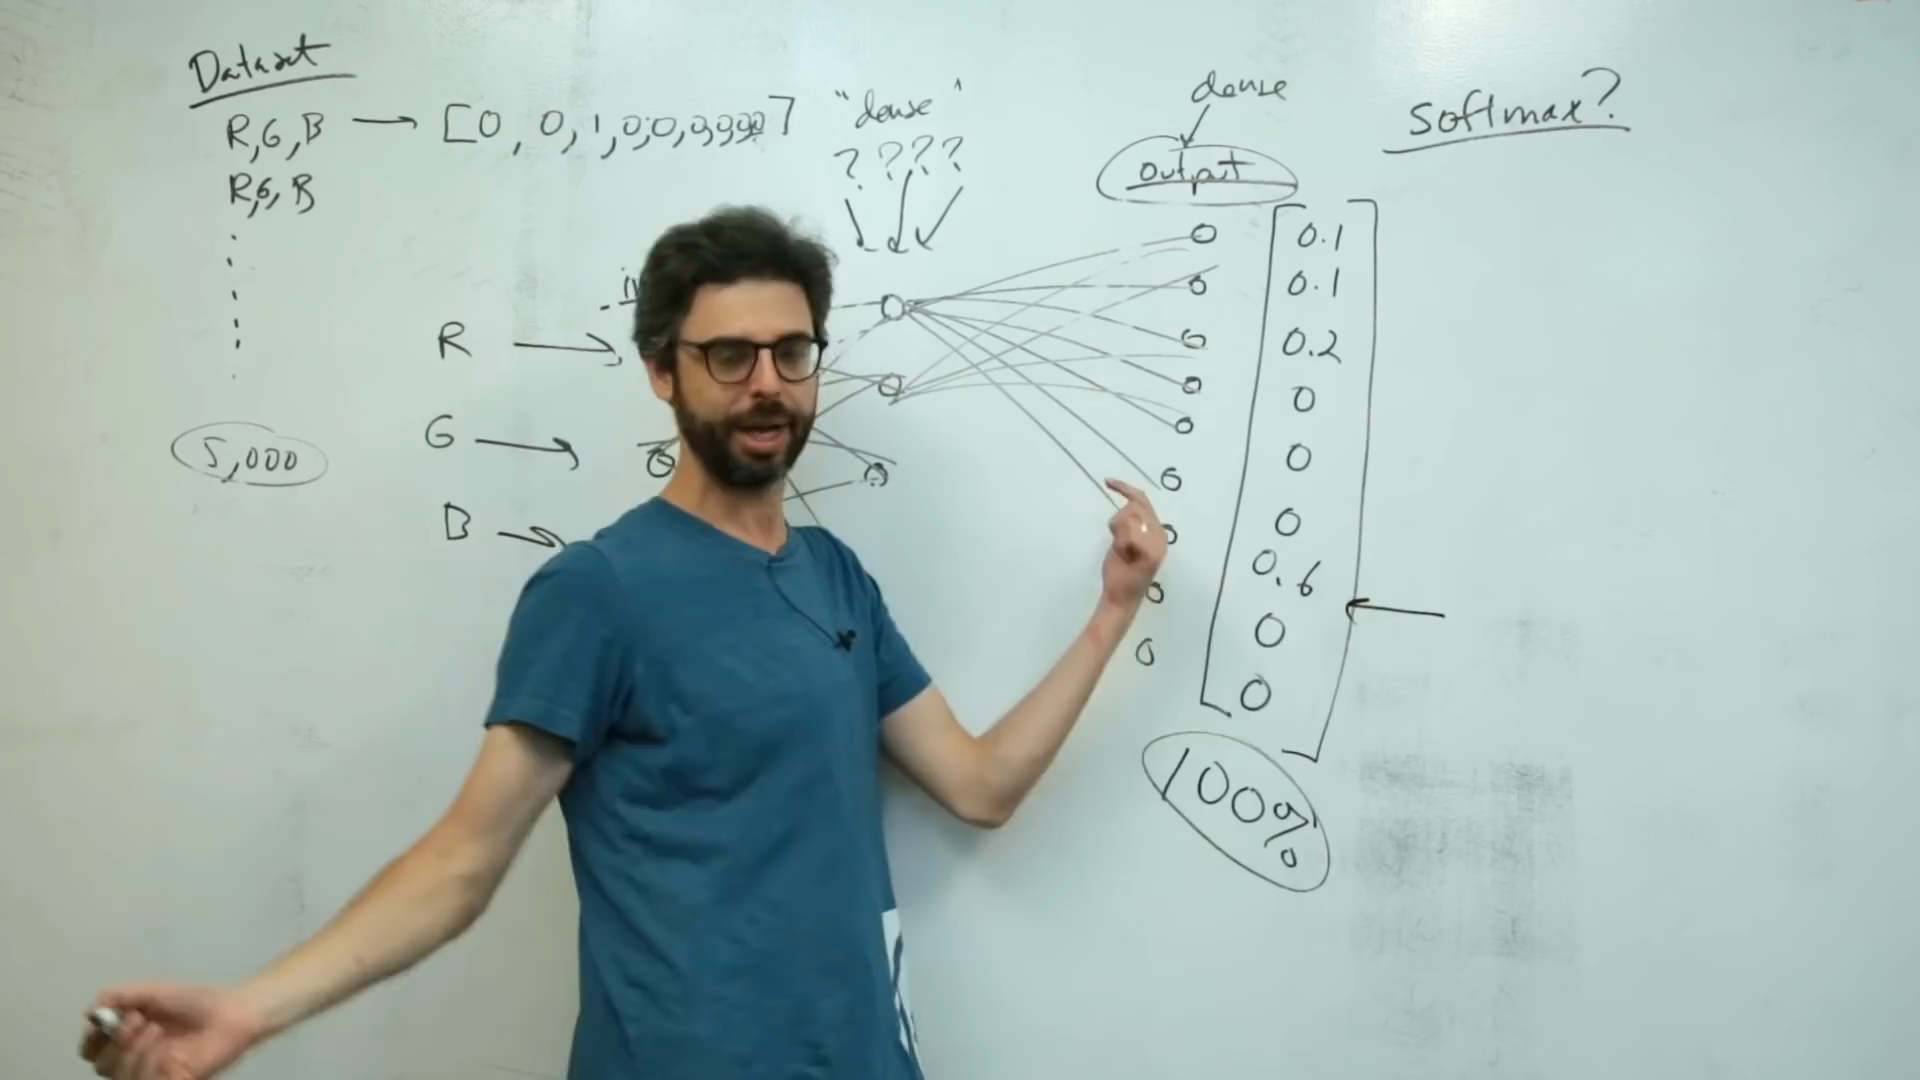 Dataset
R,G,B → [0, 0, 1, 0, 0, 0, 0, 0, 0]
R,G,B
5,000
R
G
B
"dense"
? ? ? ?
dense
output
0.1
0.1
0.2
0
0
0
0.6
0
0
100%
softmax?